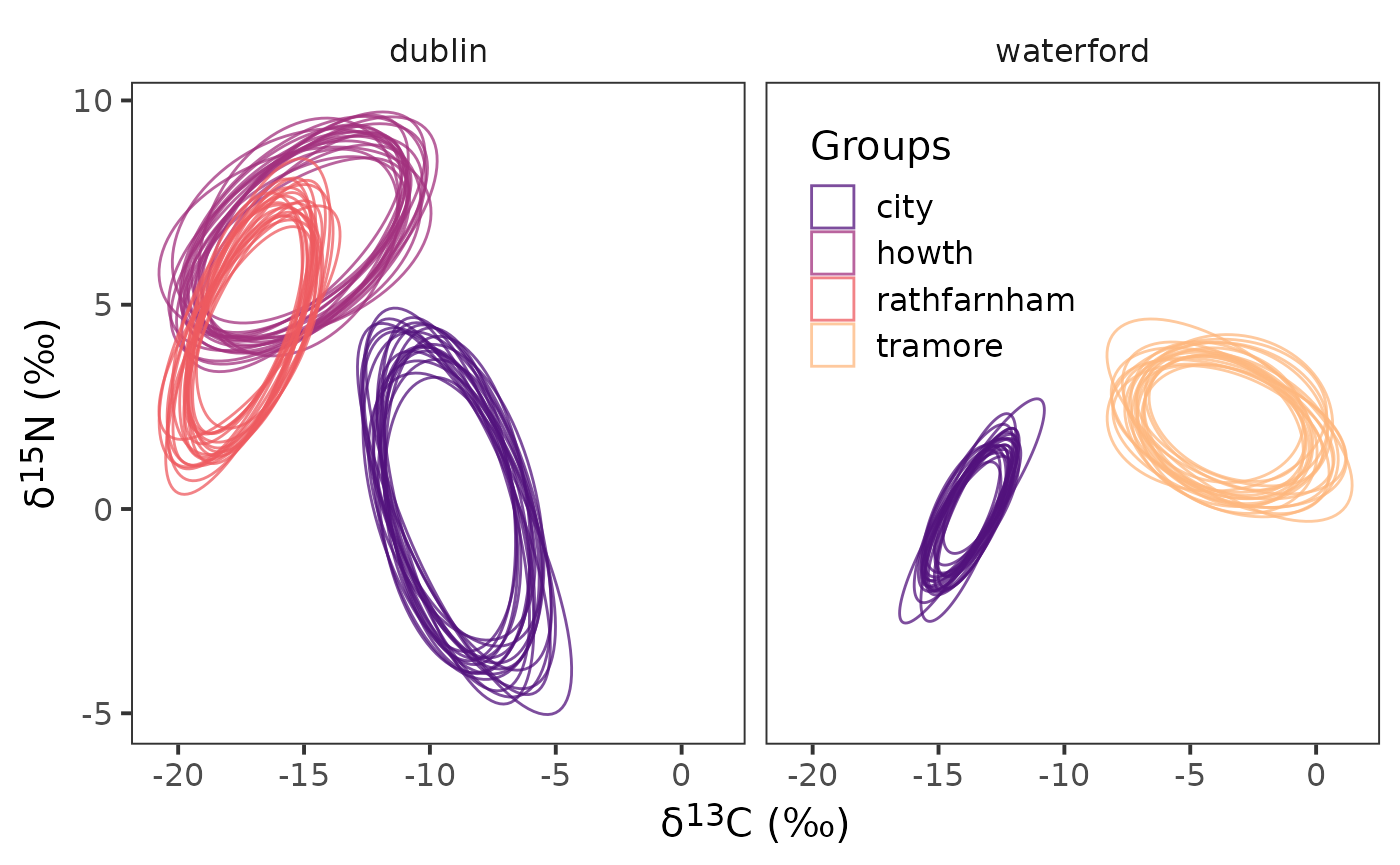 dublin
waterford
10
5
0
-5
δ¹⁵N (‰)
Groups
city
howth
rathfarnham
tramore
-20 -15 -10 -5 0
-20 -15 -10 -5 0
δ¹³C (‰)